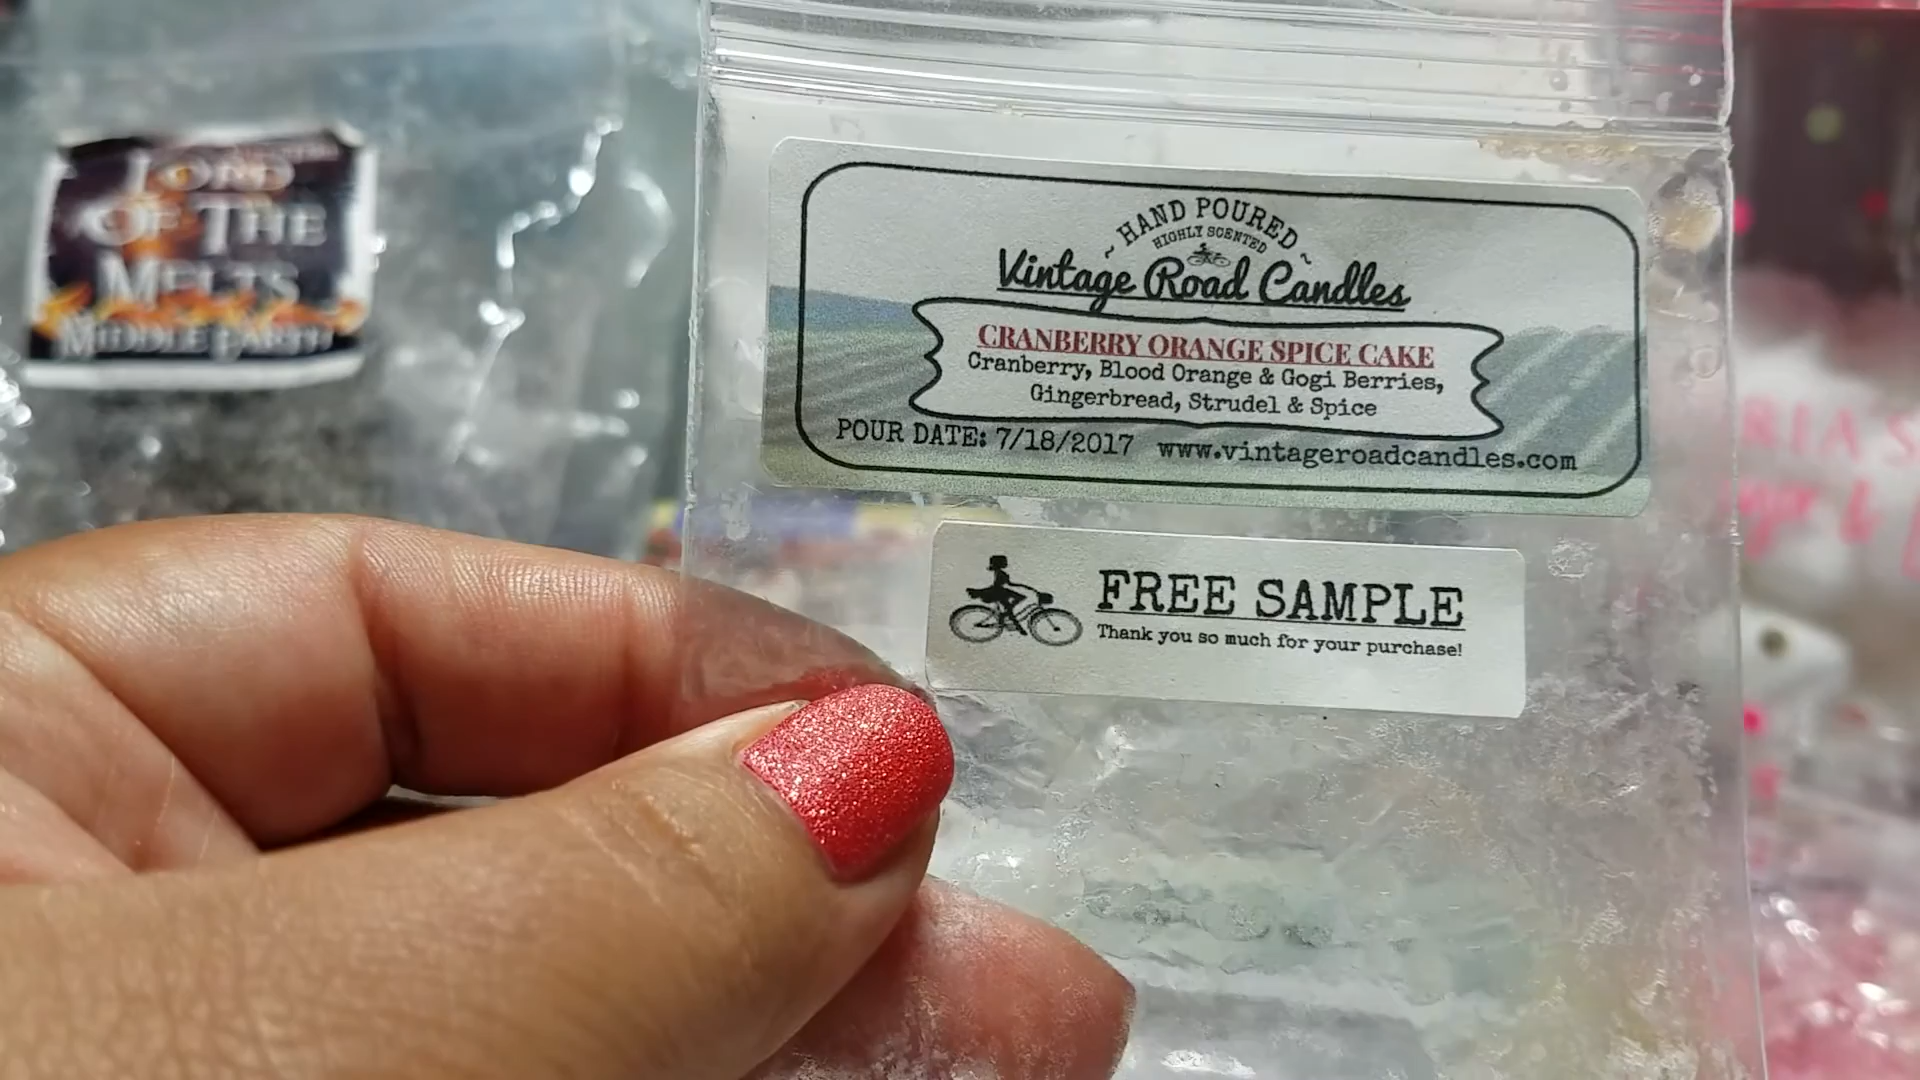 LORD
OF THE
MELTS
MIDDLE EARTH
~ HAND POURED ~
HIGHLY SCENTED
Vintage Road Candles
CRANBERRY ORANGE SPICE CAKE
Cranberry, Blood Orange & Gogi Berries,
Gingerbread, Strudel & Spice
POUR DATE: 7/18/2017 www.vintageroadcandles.com
FREE SAMPLE
Thank you so much for your purchase!